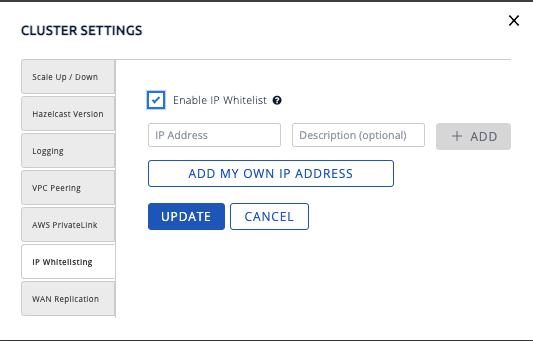 CLUSTER SETTINGS
Scale Up / Down
Hazelcast Version
Logging
VPC Peering
AWS PrivateLink
IP Whitelisting
WAN Replication
Enable IP Whitelist
IP Address
Description (optional)
+ ADD
ADD MY OWN IP ADDRESS
UPDATE
CANCEL